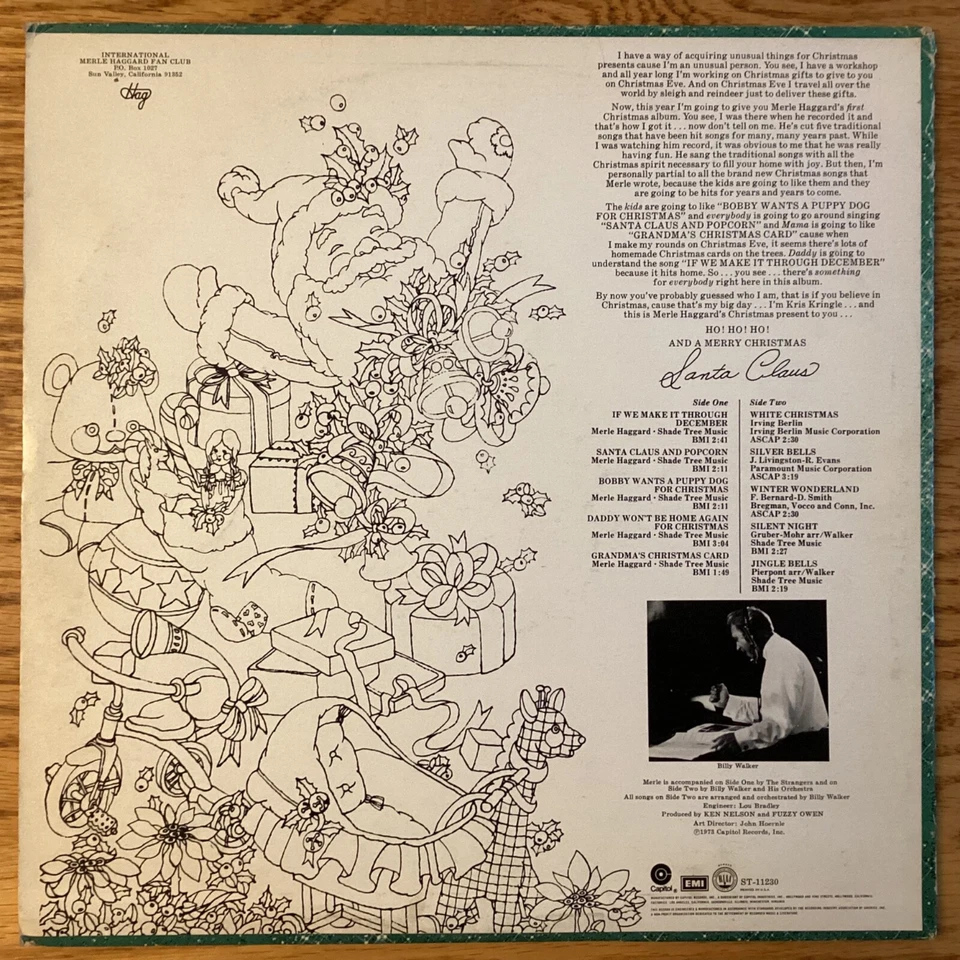 INTERNATIONAL
MERLE HAGGARD FAN CLUB
P.O. Box 1027
Sun Valley, California 91352
Hag
I have a way of acquiring unusual things for Christmas
presents cause I'm an unusual person. You see, I have a workshop
and all year long I'm working on Christmas gifts to give to you
on Christmas Eve. And on Christmas Eve I travel all over the
world by sleigh and reindeer just to deliver these gifts.
Now, this year I'm going to give you Merle Haggard's first
Christmas album. You see, I was there when he recorded it and
that's how I got it . . . now don't tell on me. He's cut five traditional
songs that have been hit songs for many, many years past. While
I was watching him record, it was obvious to me that he was really
having fun. He sang the traditional songs with all the
Christmas spirit necessary to fill your home with joy. But then, I'm
personally partial to all the brand new Christmas songs that
Merle wrote, because the kids are going to like them and they
are going to be hits for years and years to come.
The kids are going to like "BOBBY WANTS A PUPPY DOG
FOR CHRISTMAS" and everybody is going to go around singing
"SANTA CLAUS AND POPCORN" and Mama is going to like
"GRANDMA'S CHRISTMAS CARD" cause when
I make my rounds on Christmas Eve, it seems there's lots of
homemade Christmas cards on the trees. Daddy is going to
understand the song "IF WE MAKE IT THROUGH DECEMBER"
because it hits home. So . . . you see . . . there's something
for everybody right here in this album.
By now you've probably guessed who I am, that is if you believe in
Christmas, cause that's my big day . . . I'm Kris Kringle . . . and
this is Merle Haggard's Christmas present to you . . .
HO! HO! HO!
AND A MERRY CHRISTMAS
Santa Claus
Side One
IF WE MAKE IT THROUGH
DECEMBER
Merle Haggard • Shade Tree Music
BMI 2:41
SANTA CLAUS AND POPCORN
Merle Haggard • Shade Tree Music
BMI 2:11
BOBBY WANTS A PUPPY DOG
FOR CHRISTMAS
Merle Haggard • Shade Tree Music
BMI 2:11
DADDY WON'T BE HOME AGAIN
FOR CHRISTMAS
Merle Haggard • Shade Tree Music
BMI 3:04
GRANDMA'S CHRISTMAS CARD
Merle Haggard • Shade Tree Music
BMI 1:49
Side Two
WHITE CHRISTMAS
Irving Berlin
Irving Berlin Music Corporation
ASCAP 2:30
SILVER BELLS
J. Livingston-R. Evans
Paramount Music Corporation
ASCAP 3:19
WINTER WONDERLAND
F. Bernard-D. Smith
Bregman, Vocco and Conn, Inc.
ASCAP 2:30
SILENT NIGHT
Gruber-Mohr arr/Walker
Shade Tree Music
BMI 2:27
JINGLE BELLS
Pierpont arr/Walker
Shade Tree Music
BMI 2:19
Billy Walker
Merle is accompanied on Side One by The Strangers and on
Side Two by Billy Walker and His Orchestra
All songs on Side Two are arranged and orchestrated by Billy Walker
Engineer: Lou Bradley
Produced by KEN NELSON and FUZZY OWEN
Art Director: John Hoernle
Ⓟ1973 Capitol Records, Inc.
Capitol®
EMI
ST-11230